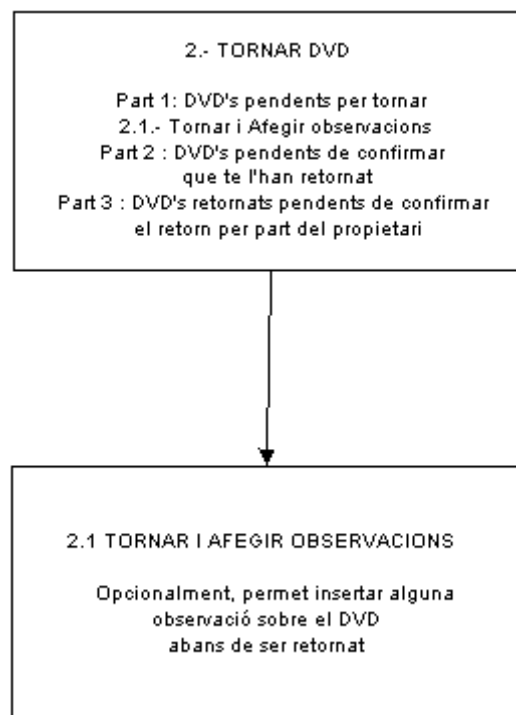 2.- TORNAR DVD
Part 1: DVD's pendents per tornar
2.1.- Tornar i Afegir observacions
Part 2 : DVD's pendents de confirmar
que te l'han retornat
Part 3 : DVD's retornats pendents de confirmar
el retorn per part del propietari
2.1 TORNAR I AFEGIR OBSERVACIONS
Opcionalment, permet insertar alguna
observació sobre el DVD
abans de ser retornat